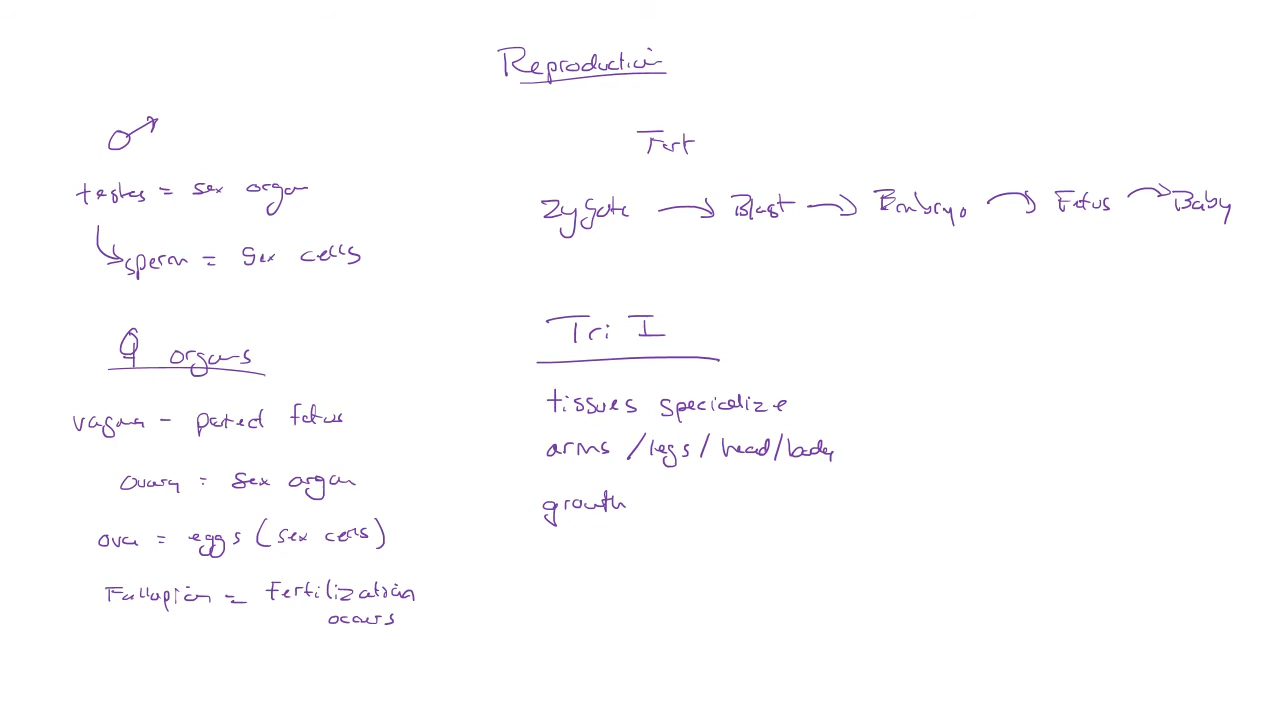 Reproduction
♂
testes = sex organ
sperm = sex cells
♀ organs
vagina - fetus
ovary = sex organ
ova = eggs (sex cells)
Fallopian = Fertilization
occurs
Fert
Zygote → Blast → Embryo → Fetus → Baby
Tri I
tissues specialize
arms / legs / head / body
growth